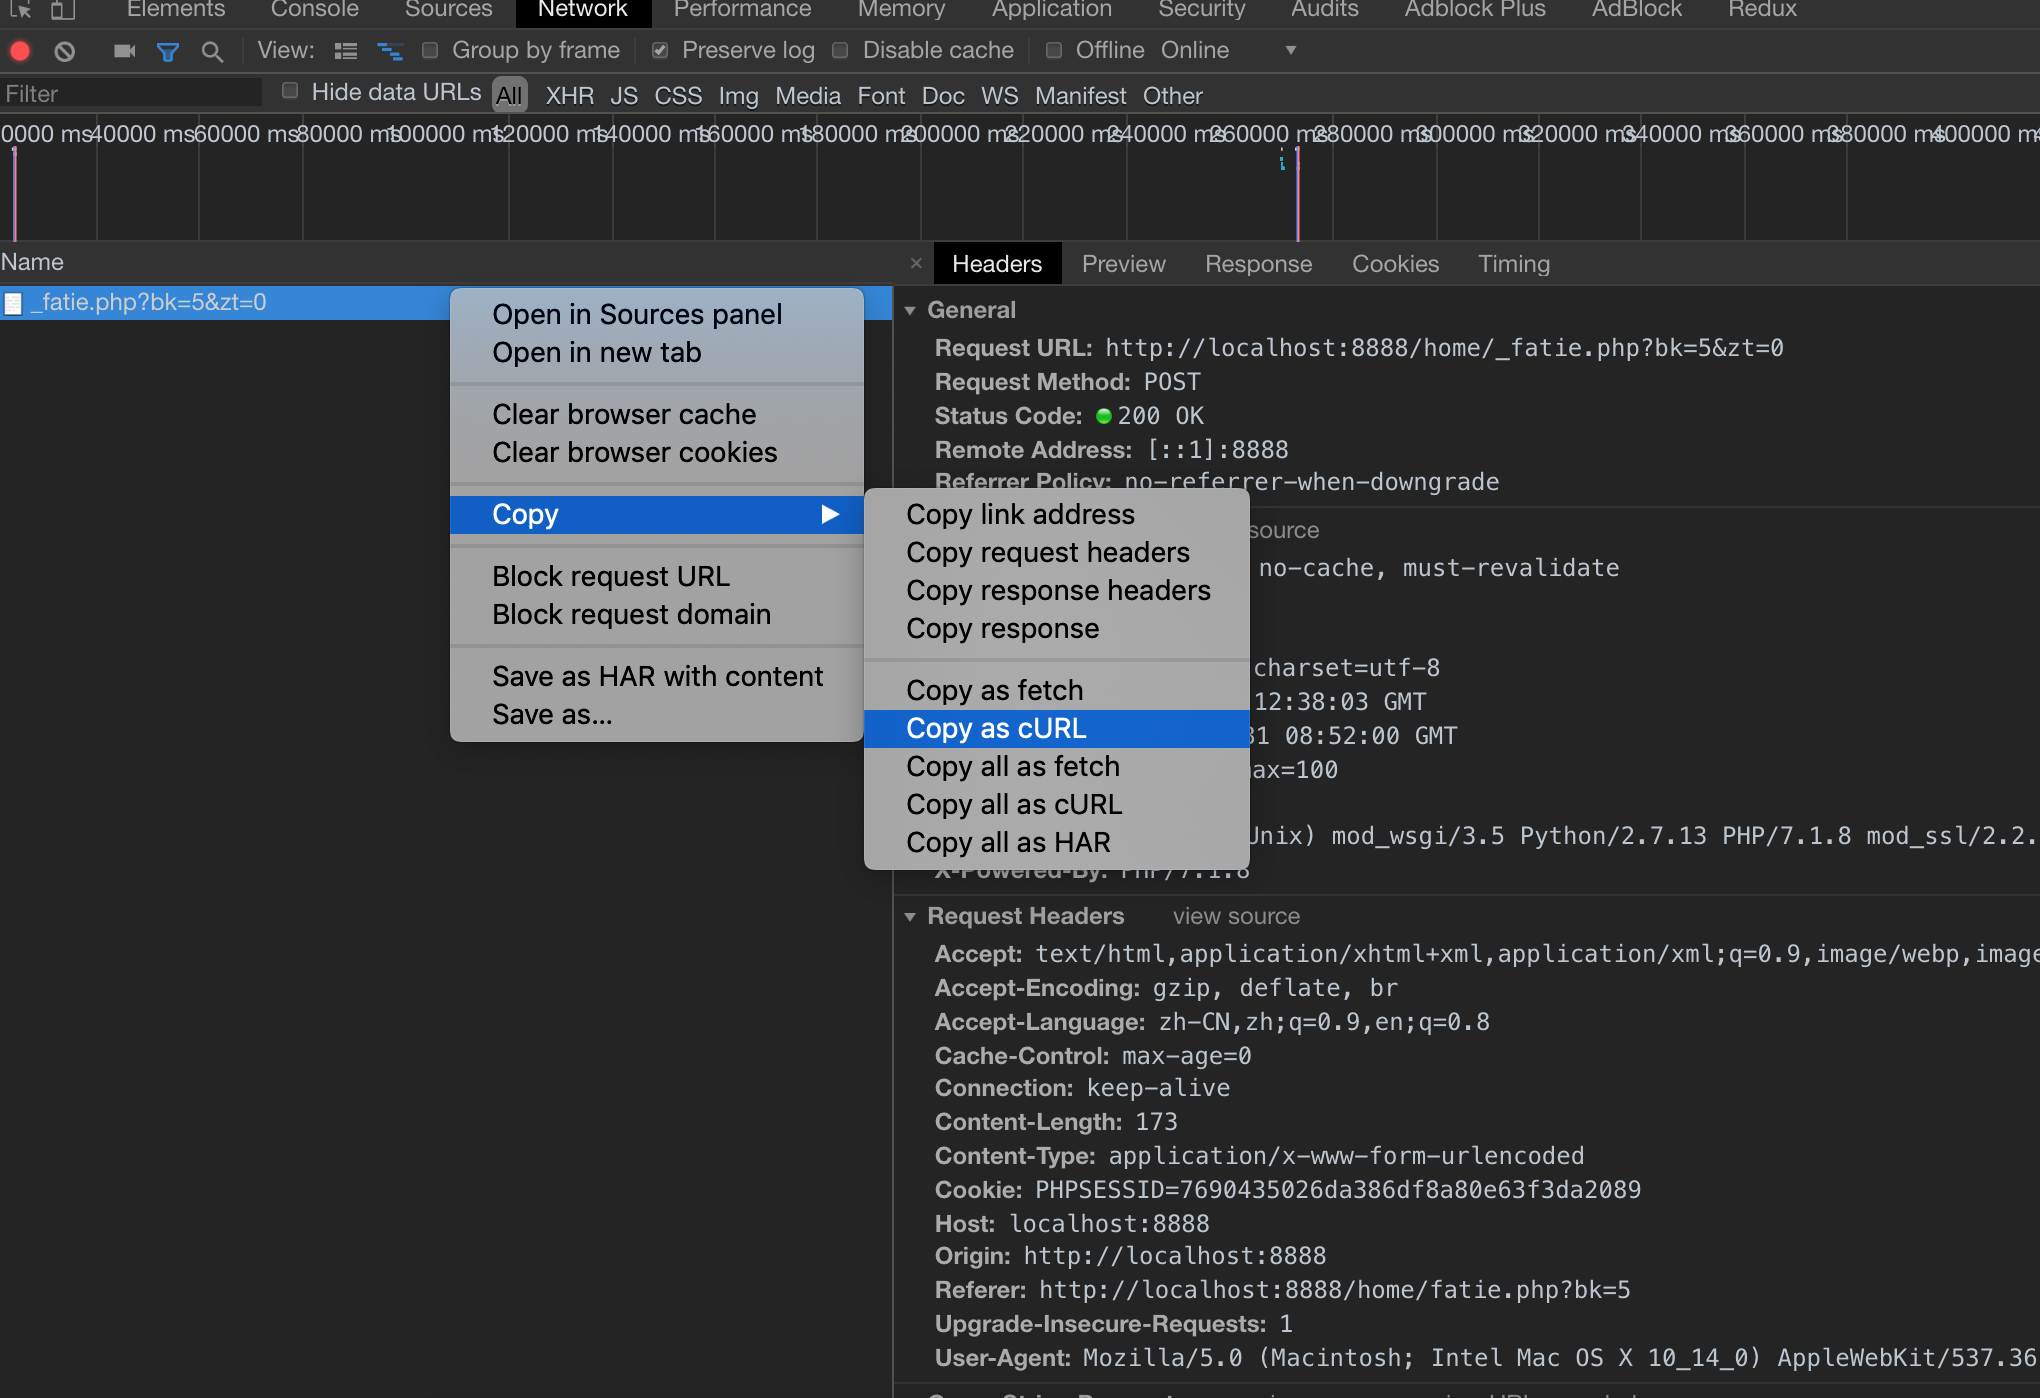 Elements Console Sources Network Performance Memory Application Security Audits Adblock Plus AdBlock Redux
View: Group by frame Preserve log Disable cache Offline Online
Filter Hide data URLs All XHR JS CSS Img Media Font Doc WS Manifest Other
0000 ms 40000 ms 60000 ms 80000 ms 100000 ms 120000 ms 140000 ms 160000 ms 180000 ms 200000 ms 220000 ms 240000 ms 260000 ms 280000 ms 300000 ms 320000 ms 340000 ms 360000 ms 380000 ms 400000 m
Name
_fatie.php?bk=5&zt=0
Open in Sources panel
Open in new tab
Clear browser cache
Clear browser cookies
Copy
Block request URL
Block request domain
Save as HAR with content
Save as...
Copy link address
Copy request headers
Copy response headers
Copy response
Copy as fetch
Copy as cURL
Copy all as fetch
Copy all as cURL
Copy all as HAR
× Headers Preview Response Cookies Timing
General
Request URL: http://localhost:8888/home/_fatie.php?bk=5&zt=0
Request Method: POST
Status Code: 200 OK
Remote Address: [::1]:8888
Referrer Policy: no-referrer-when-downgrade
source
no-cache, must-revalidate
charset=utf-8
12:38:03 GMT
81 08:52:00 GMT
max=100
Unix) mod_wsgi/3.5 Python/2.7.13 PHP/7.1.8 mod_ssl/2.2.
X-Powered-By: PHP/7.1.8
Request Headers view source
Accept: text/html,application/xhtml+xml,application/xml;q=0.9,image/webp,image
Accept-Encoding: gzip, deflate, br
Accept-Language: zh-CN,zh;q=0.9,en;q=0.8
Cache-Control: max-age=0
Connection: keep-alive
Content-Length: 173
Content-Type: application/x-www-form-urlencoded
Cookie: PHPSESSID=7690435026da386df8a80e63f3da2089
Host: localhost:8888
Origin: http://localhost:8888
Referer: http://localhost:8888/home/fatie.php?bk=5
Upgrade-Insecure-Requests: 1
User-Agent: Mozilla/5.0 (Macintosh; Intel Mac OS X 10_14_0) AppleWebKit/537.36